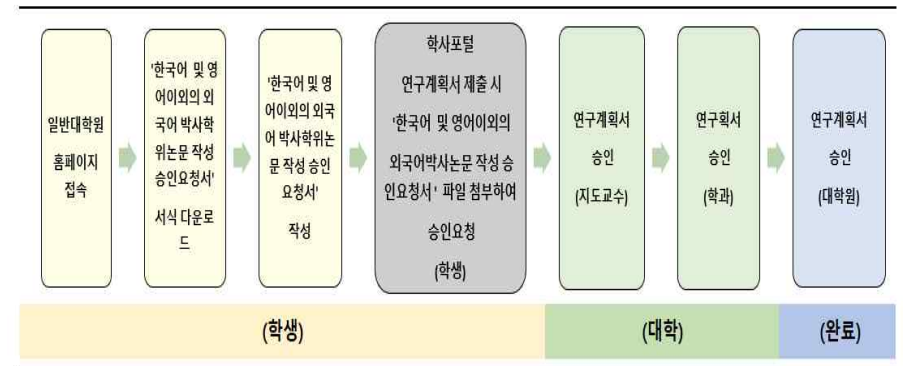 일반대학원
홈페이지
접속
'한국어 및 영
어이외의 외
국어 박사학
위논문 작성
승인요청서'
서식 다운로
드
'한국어 및 영
어이외의 외국
어 박사학위논
문 작성 승인
요청서'
작성
학사포털
연구계획서 제출 시
'한국어 및 영어이외의
외국어박사논문 작성 승
인요청서' 파일 첨부하여
승인요청
(학생)
연구계획서
승인
(지도교수)
연구획서
승인
(학과)
연구계획서
승인
(대학원)
(학생)
(대학)
(완료)